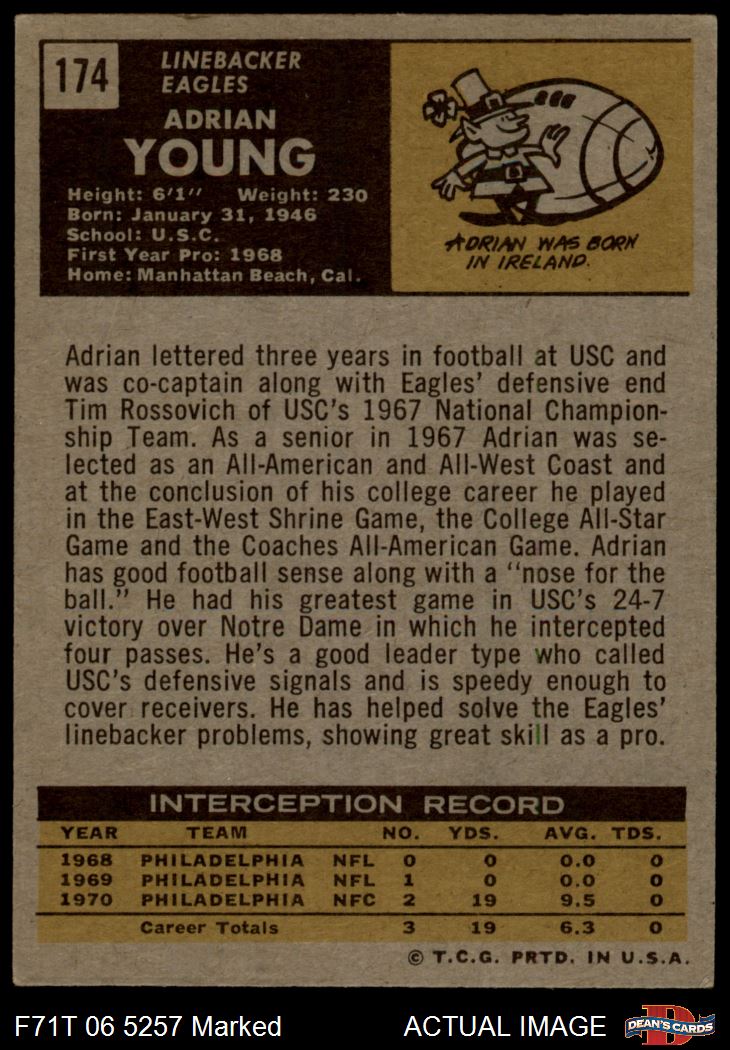 174
LINEBACKER
EAGLES
ADRIAN
YOUNG
Height: 6'1" Weight: 230
Born: January 31, 1946
School: U.S.C.
First Year Pro: 1968
Home: Manhattan Beach, Cal.
ADRIAN WAS BORN
IN IRELAND.
Adrian lettered three years in football at USC and
was co-captain along with Eagles' defensive end
Tim Rossovich of USC's 1967 National Champion-
ship Team. As a senior in 1967 Adrian was se-
lected as an All-American and All-West Coast and
at the conclusion of his college career he played
in the East-West Shrine Game, the College All-Star
Game and the Coaches All-American Game. Adrian
has good football sense along with a "nose for the
ball." He had his greatest game in USC's 24-7
victory over Notre Dame in which he intercepted
four passes. He's a good leader type who called
USC's defensive signals and is speedy enough to
cover receivers. He has helped solve the Eagles'
linebacker problems, showing great skill as a pro.
INTERCEPTION RECORD
YEAR TEAM NO. YDS. AVG. TDS.
1968 PHILADELPHIA NFL 0 0 0.0 0
1969 PHILADELPHIA NFL 1 0 0.0 0
1970 PHILADELPHIA NFC 2 19 9.5 0
Career Totals 3 19 6.3 0
© T.C.G. PRTD. IN U.S.A.
F71T 06 5257 Marked ACTUAL IMAGE D DEAN'S CARDS